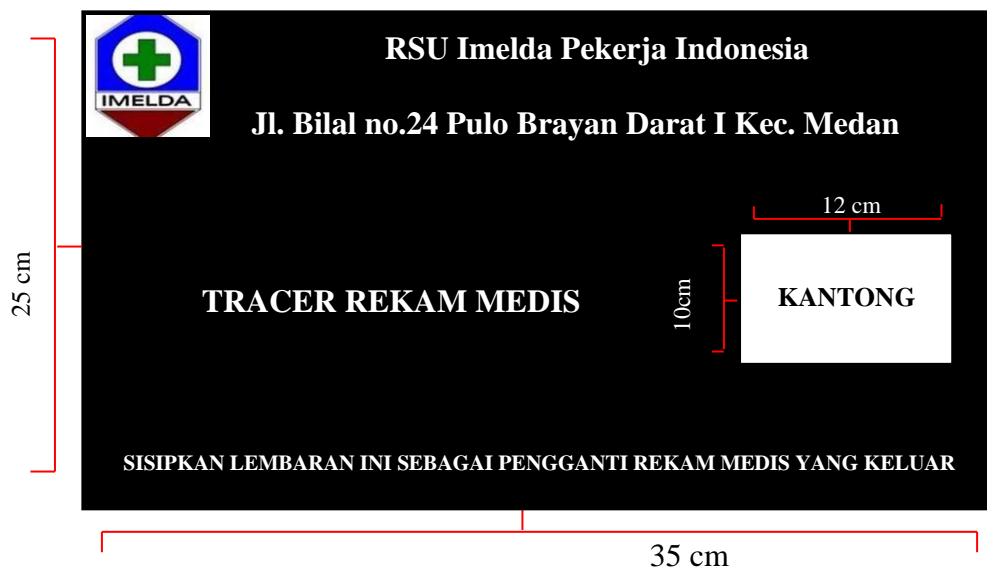 RSU Imelda Pekerja Indonesia
IMELDA
Jl. Bilal no.24 Pulo Brayan Darat I Kec. Medan
12 cm
25 cm
TRACER REKAM MEDIS
10cm
KANTONG
SISIPKAN LEMBARAN INI SEBAGAI PENGGANTI REKAM MEDIS YANG KELUAR
35 cm